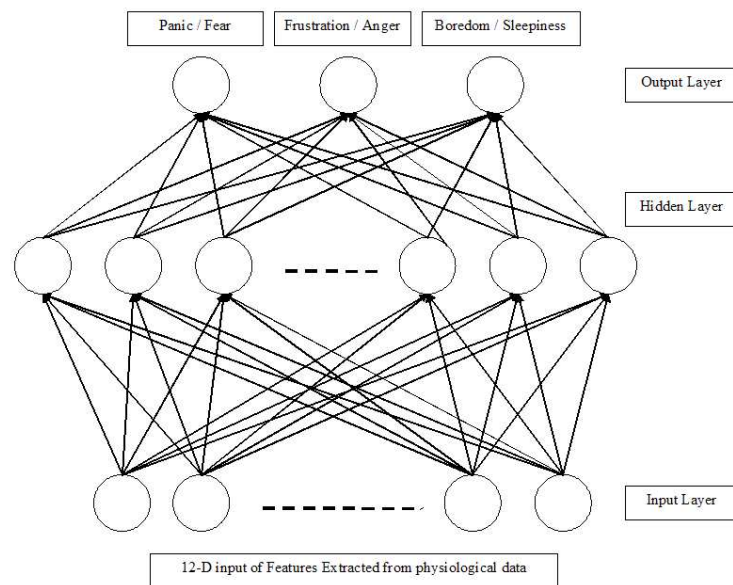 Panic / Fear
Frustration / Anger
Boredom / Sleepiness
Output Layer
Hidden Layer
Input Layer
12-D input of Features Extracted from physiological data